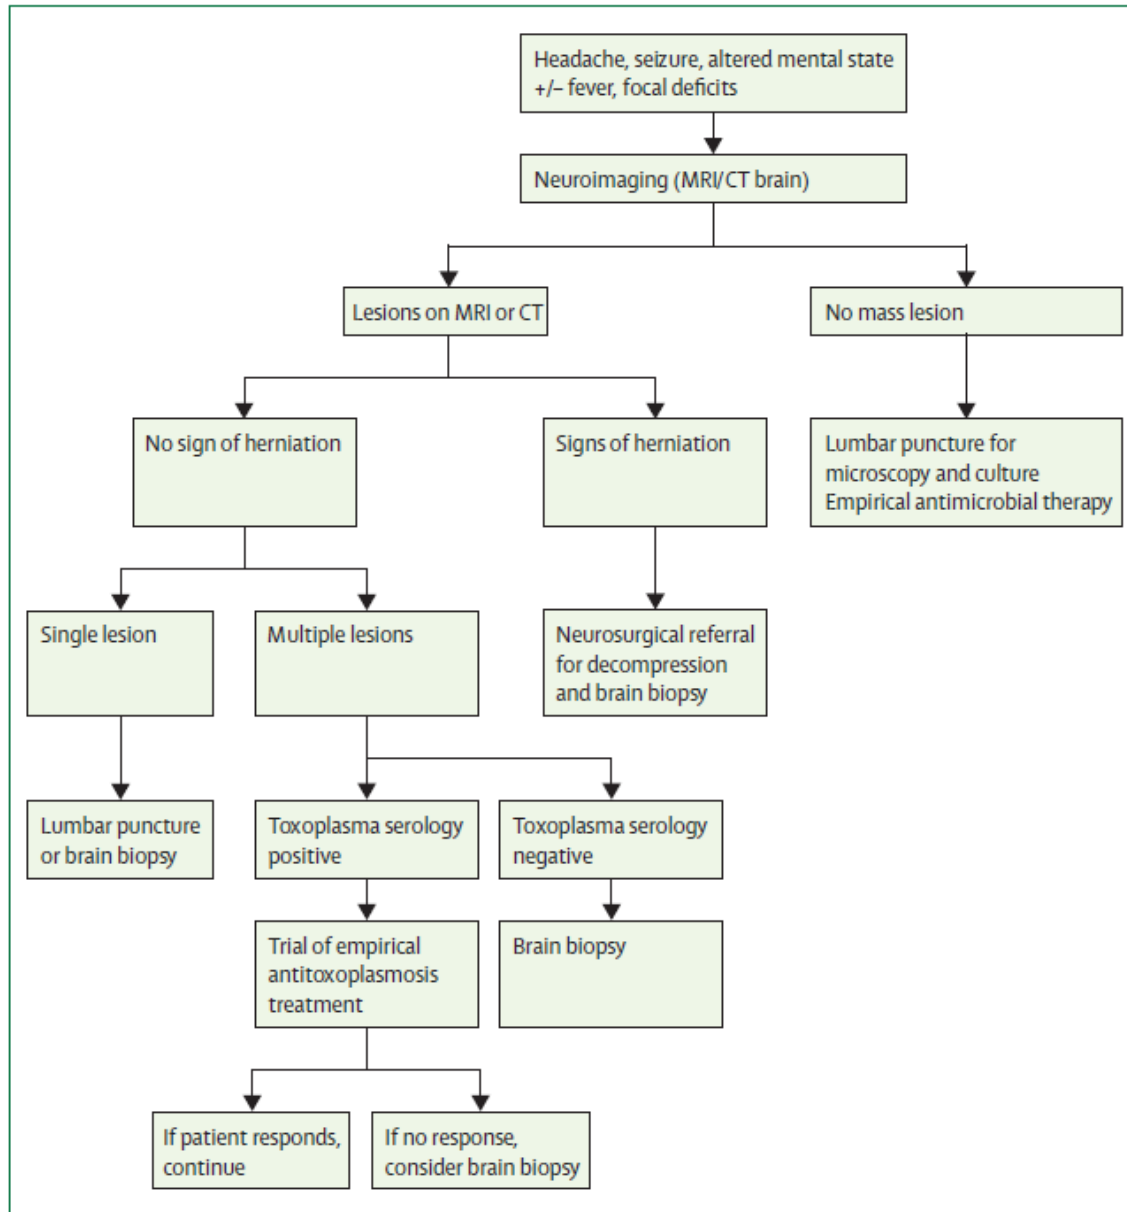 Headache, seizure, altered mental state
+/– fever, focal deficits
Neuroimaging (MRI/CT brain)
Lesions on MRI or CT
No mass lesion
No sign of herniation
Signs of herniation
Lumbar puncture for
microscopy and culture
Empirical antimicrobial therapy
Single lesion
Multiple lesions
Neurosurgical referral
for decompression
and brain biopsy
Lumbar puncture
or brain biopsy
Toxoplasma serology
positive
Toxoplasma serology
negative
Trial of empirical
antitoxoplasmosis
treatment
Brain biopsy
If patient responds,
continue
If no response,
consider brain biopsy